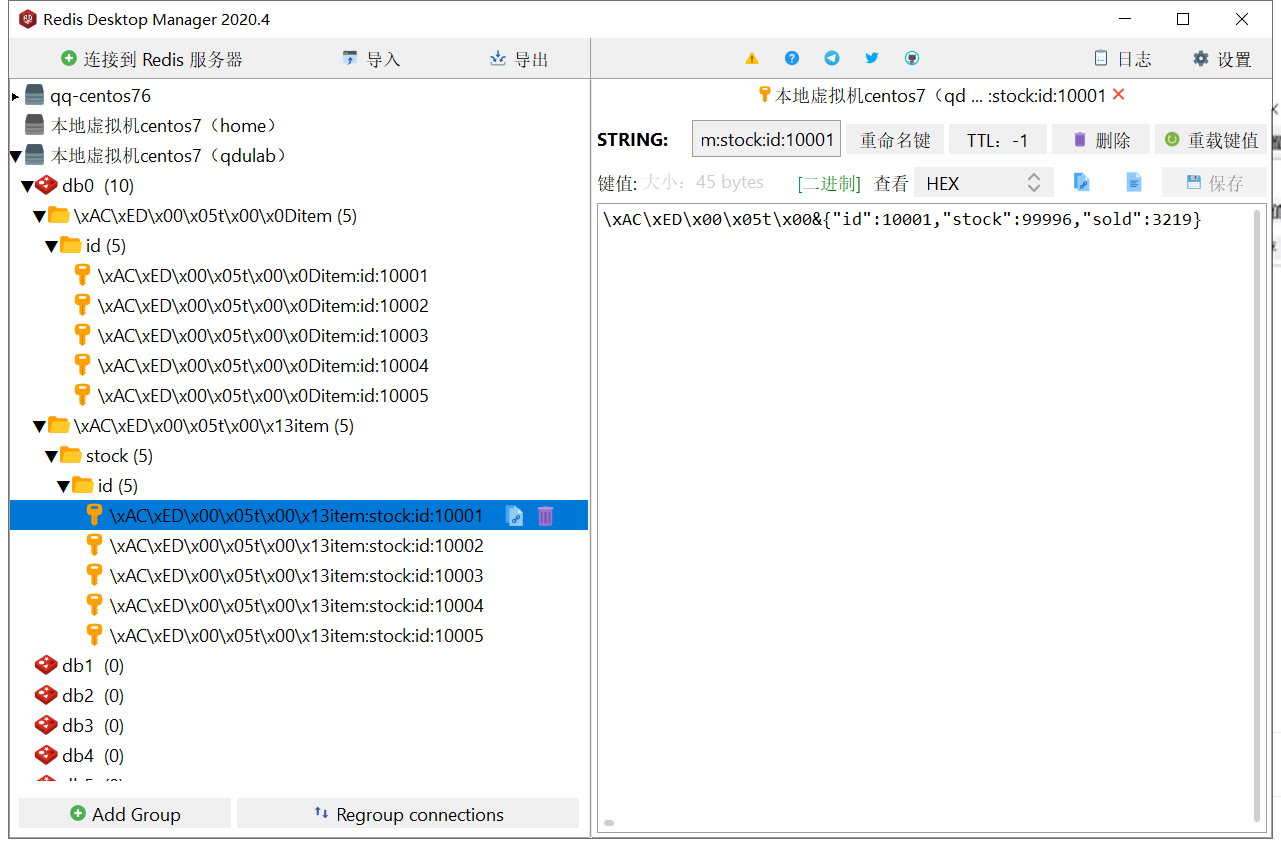 Redis Desktop Manager 2020.4
连接到 Redis 服务器
导入
导出
日志
设置
qq-centos76
本地虚拟机centos7（home）
本地虚拟机centos7（qdulab）
db0 (10)
\xAC\xED\x00\x05t\x00\x0Ditem (5)
id (5)
\xAC\xED\x00\x05t\x00\x0Ditem:id:10001
\xAC\xED\x00\x05t\x00\x0Ditem:id:10002
\xAC\xED\x00\x05t\x00\x0Ditem:id:10003
\xAC\xED\x00\x05t\x00\x0Ditem:id:10004
\xAC\xED\x00\x05t\x00\x0Ditem:id:10005
\xAC\xED\x00\x05t\x00\x13item (5)
stock (5)
id (5)
\xAC\xED\x00\x05t\x00\x13item:stock:id:10001
\xAC\xED\x00\x05t\x00\x13item:stock:id:10002
\xAC\xED\x00\x05t\x00\x13item:stock:id:10003
\xAC\xED\x00\x05t\x00\x13item:stock:id:10004
\xAC\xED\x00\x05t\x00\x13item:stock:id:10005
db1 (0)
db2 (0)
db3 (0)
db4 (0)
Add Group
Regroup connections
本地虚拟机centos7（qd ... :stock:id:10001
STRING:
m:stock:id:10001
重命名键
TTL：-1
删除
重载键值
键值: 大小：45 bytes
[二进制]
查看
HEX
保存
\xAC\xED\x00\x05t\x00&{"id":10001,"stock":99996,"sold":3219}